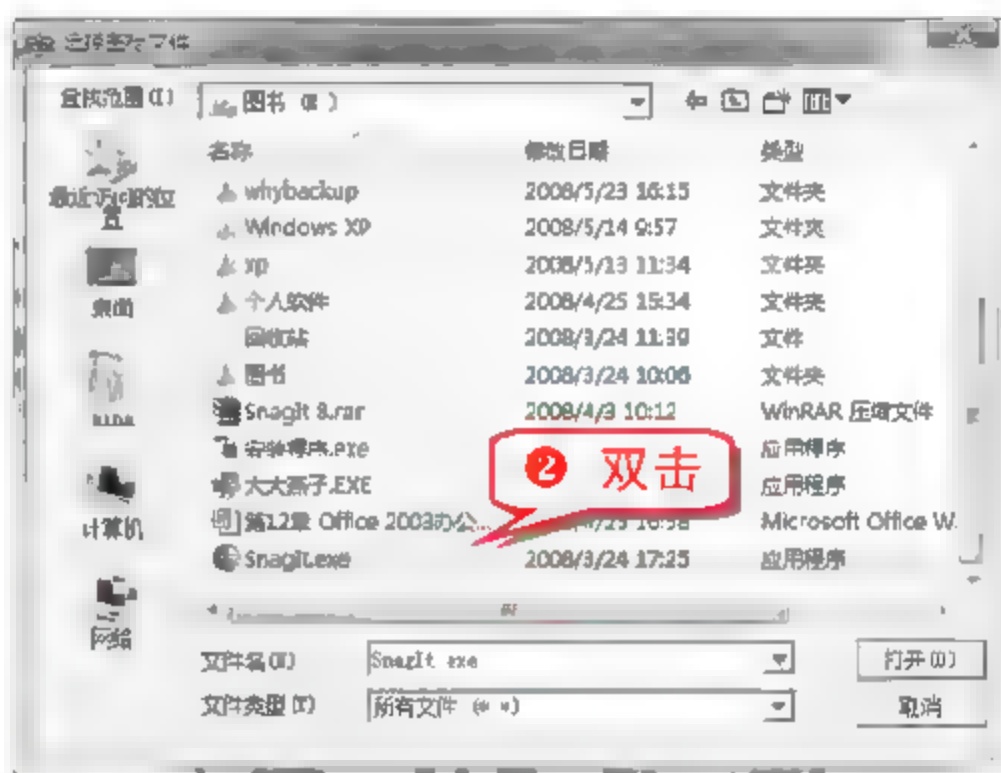 查找范围(I) 图书 (E )
名称 修改日期 类型
最近访问的位置
whybackup 2008/5/23 16:15 文件夹
Windows XP 2008/5/14 9:57 文件夹
xp 2008/5/13 11:34 文件夹
桌面
个人软件 2008/4/25 15:34 文件夹
回收站 2008/3/24 11:39 文件
图书 2008/3/24 10:06 文件夹
SnagIt 8.rar 2008/4/3 10:12 WinRAR 压缩文件
安装程序.exe 应用程序
❷ 双击
大大燕子.EXE 应用程序
计算机
第12章 Office 2003办公... Microsoft Office W.
SnagIt.exe 2008/3/24 17:25 应用程序
网络
文件名(N) SnagIt exe 打开(O)
文件类型(T) 所有文件 (* *) 取消